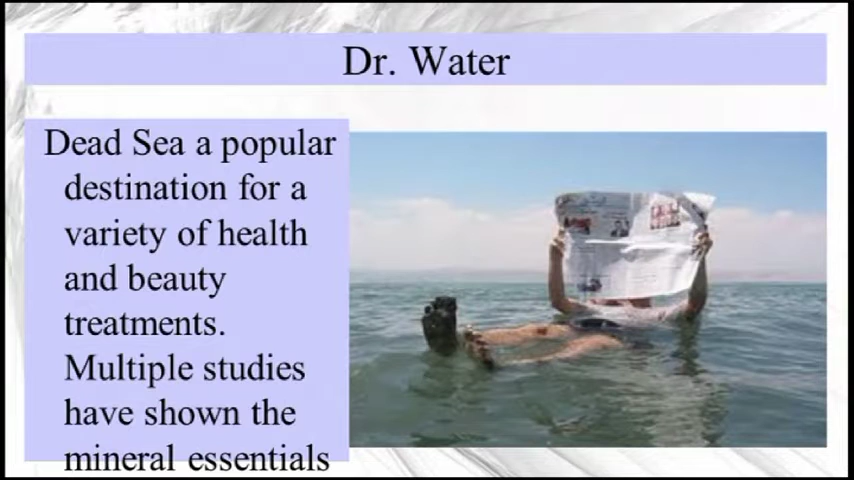 Dr. Water
Dead Sea a popular
destination for a
variety of health
and beauty
treatments.
Multiple studies
have shown the
mineral essentials